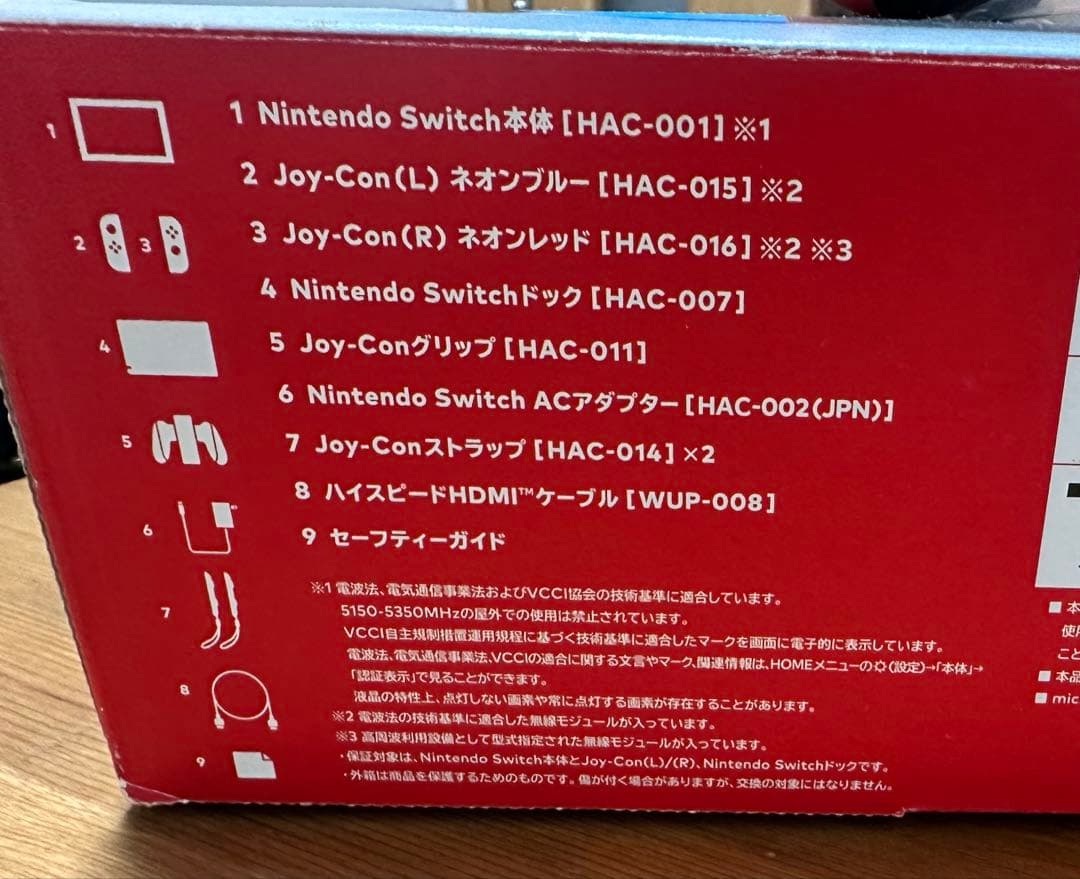 1 Nintendo Switch本体[HAC-001]※1
2 Joy-Con(L) ネオンブルー[HAC-015]※2
3 Joy-Con(R) ネオンレッド[HAC-016]※2 ※3
4 Nintendo Switchドック[HAC-007]
5 Joy-Conグリップ[HAC-011]
6 Nintendo Switch ACアダプター[HAC-002(JPN)]
7 Joy-Conストラップ[HAC-014]×2
8 ハイスピードHDMI™ケーブル[WUP-008]
9 セーフティーガイド
1
2 3
4
5
6
7
8
9
※1 電波法、電気通信事業法およびVCCI協会の技術基準に適合しています。
5150-5350MHzの屋外での使用は禁止されています。
VCCI自主規制措置運用規程に基づく技術基準に適合したマークを画面に電子的に表示しています。
電波法、電気通信事業法、VCCIの適合に関する文言やマーク、関連情報は、HOMEメニューの(設定)→「本体」→
「認証表示」で見ることができます。
液晶の特性上、点灯しない画素や常に点灯する画素が存在することがあります。
※2 電波法の技術基準に適合した無線モジュールが入っています。
※3 高周波利用設備として型式指定された無線モジュールが入っています。
・保証対象は、Nintendo Switch本体とJoy-Con(L)/(R)、Nintendo Switchドックです。
・外箱は商品を保護するためのものです。傷が付く場合がありますが、交換の対象にはなりません。
■本
使用
こと
■本品
■mic